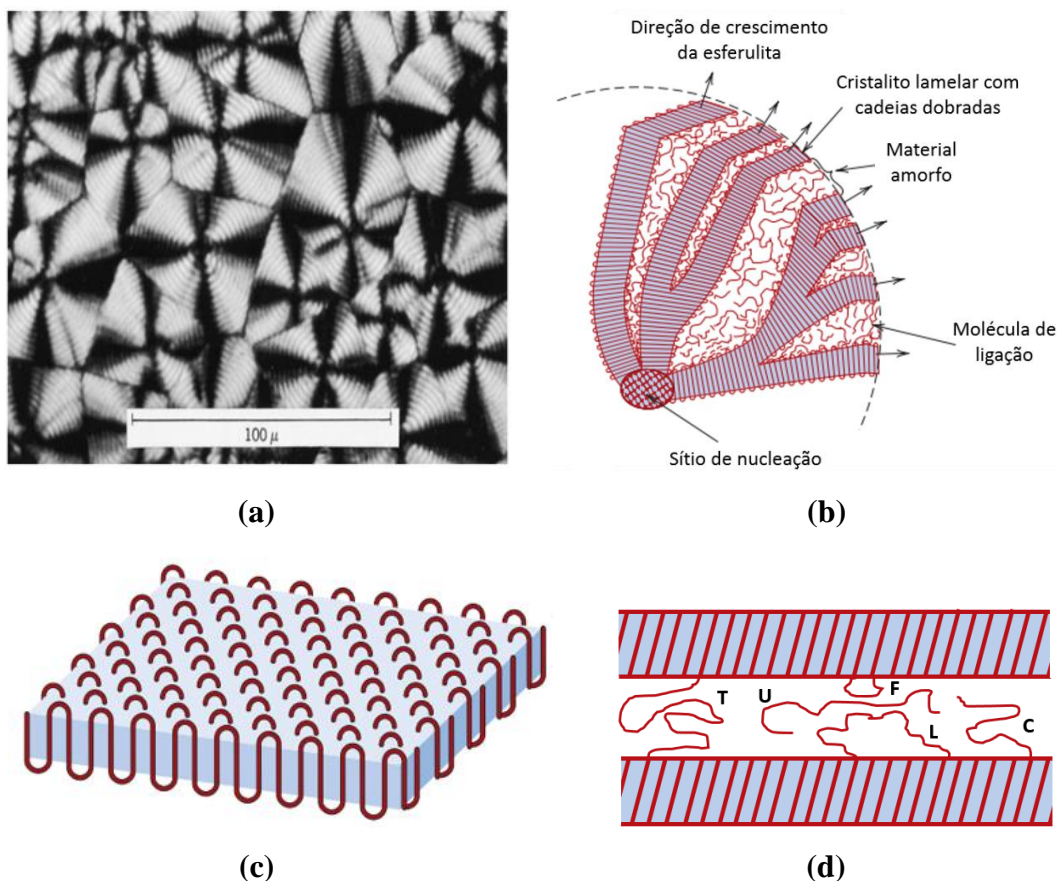 Direção de crescimento
da esferulita
Cristalito lamelar com
cadeias dobradas
Material
amorfo
Molécula de
ligação
Sítio de nucleação
100 μ
(a)
(b)
T
U
F
L
C
(c)
(d)